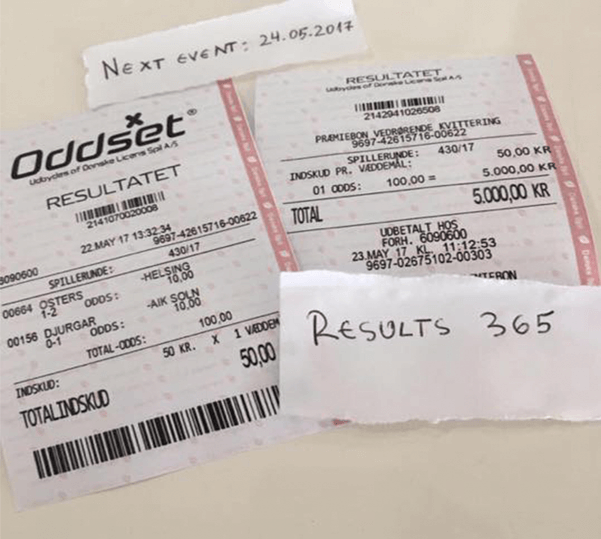 NEXT EVENT: 24.05.2017
Oddset®
Udbydes af Danske Licens Spil A/S
RESULTATET
2141070020008
22.MAY 17 13:32:34
9697-42615716-00622
8090600
SPILLERUNDE: 430/17
00664 OSTERS -HELSING
1-2 ODDS: 10,00
00156 DJURGAR -AIK SOLN
0-1 ODDS: 10,00
TOTAL-ODDS: 100,00
50 KR. X 1 VÆDDEM
INDSKUD: 50,00
TOTALINDSKUD
RESULTATET
Udbydes af Danske Licens Spil A/S
2142941026508
PRÆMIEBON VEDRØRENDE KVITTERING
9697-42615716-00622
SPILLERUNDE: 430/17
INDSKUD PR. VÆDDEMÅL: 50,00 KR
01 ODDS: 100,00 = 5.000,00 KR
TOTAL 5.000,00 KR
UDBETALT HOS
FORH. 6090600
23.MAY 17 KL. 11:12:53
9697-02675102-00303
RESULTS 365